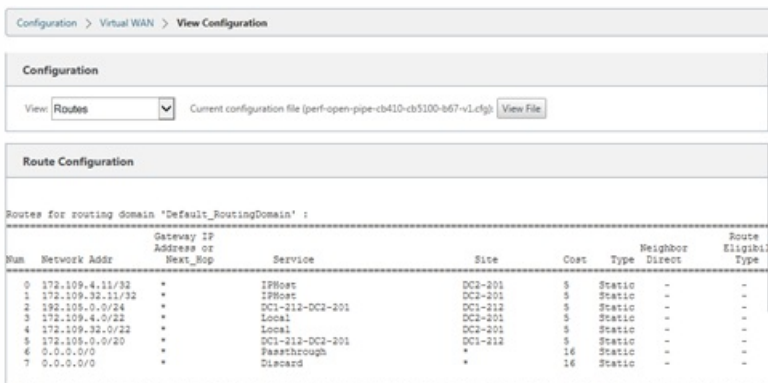 Configuration > Virtual WAN > View Configuration
Configuration
View: Routes Current configuration file (perf-open-pipe-cb410-cb5100-b67-v1.cfg): View File
Route Configuration
Routes for routing domain 'Default_RoutingDomain' :
Gateway IP Route
Address or Neighbor Eligibil
Num Network Addr Next_Hop Service Site Cost Type Direct Type
0 172.109.4.11/32 * IPHost DC2-201 5 Static - -
1 172.109.32.11/32 * IPHost DC2-201 5 Static - -
2 192.105.0.0/24 * DC1-212-DC2-201 DC1-212 5 Static - -
3 172.109.4.0/22 * Local DC2-201 5 Static - -
4 172.109.32.0/22 * Local DC2-201 5 Static - -
5 172.105.0.0/20 * DC1-212-DC2-201 DC1-212 5 Static - -
6 0.0.0.0/0 * Passthrough * 16 Static - -
7 0.0.0.0/0 * Discard * 16 Static - -